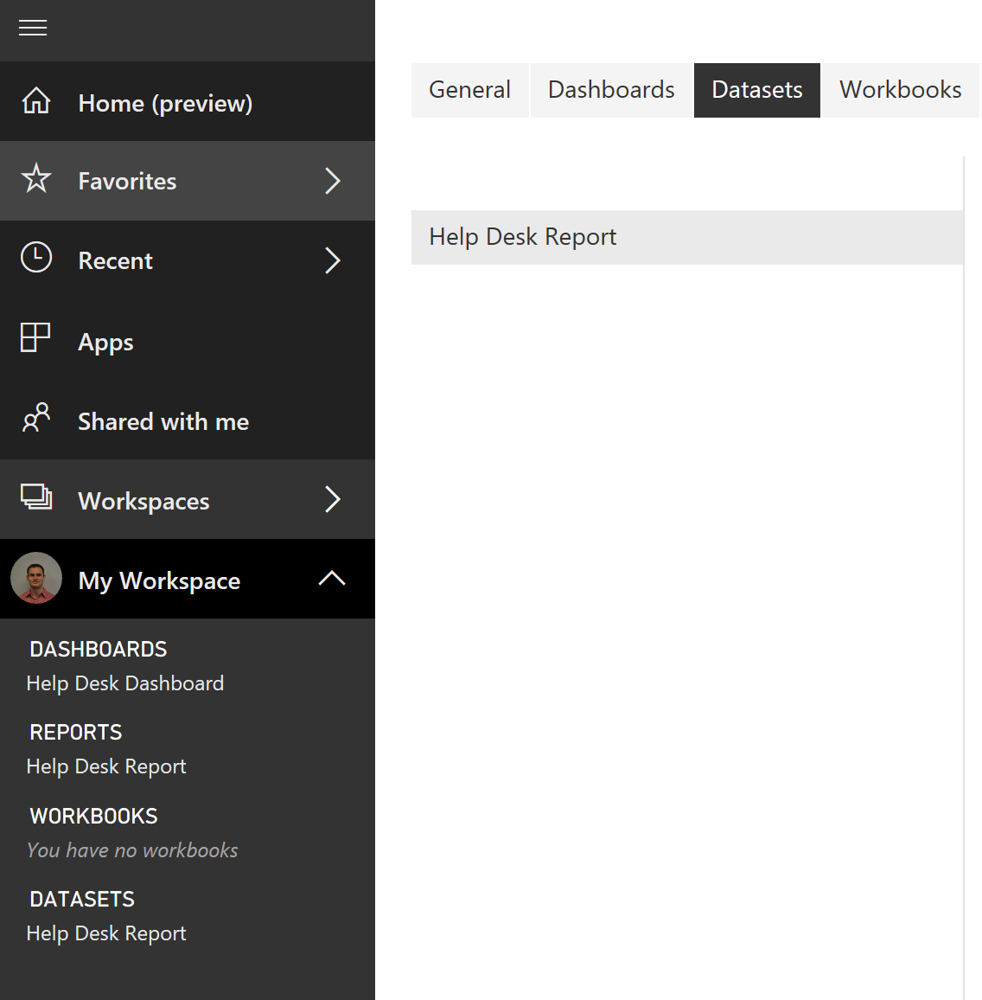 Home (preview)
Favorites
Recent
Apps
Shared with me
Workspaces
My Workspace
DASHBOARDS
Help Desk Dashboard
REPORTS
Help Desk Report
WORKBOOKS
You have no workbooks
DATASETS
Help Desk Report
General Dashboards Datasets Workbooks
Help Desk Report